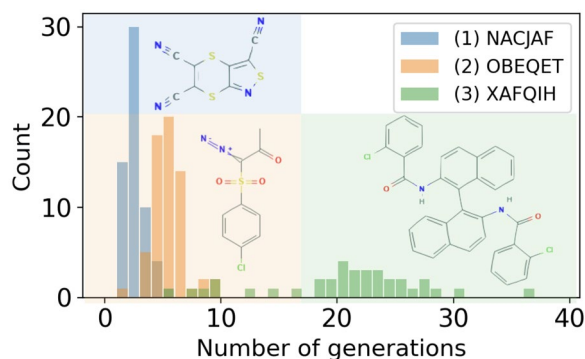 (1) NACJAF
(2) OBEQET
(3) XAFQIH
Count
30
20
10
0
0
10
20
30
40
Number of generations
N
C
N
C
S
S
C
N
S
N
N
C
N⁻
N⁺
O
O
S
O
Cl
Cl
O
N
H
H
N
O
Cl